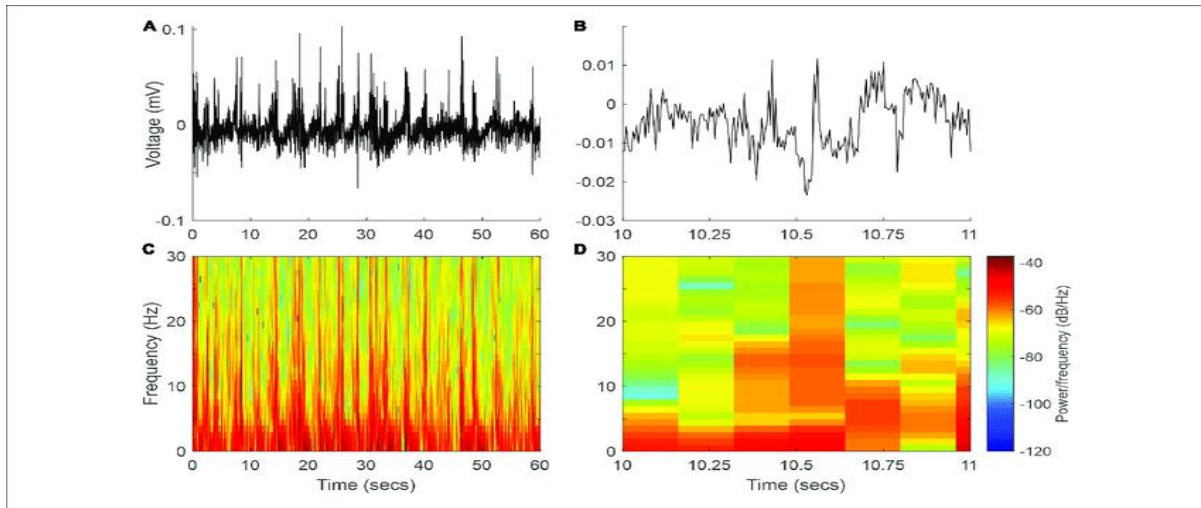 A
B
Voltage (mV)
0.1
0
-0.1
0 10 20 30 40 50 60
0.01
0
-0.01
-0.02
-0.03
10 10.25 10.5 10.75 11
C
D
Frequency (Hz)
30
20
10
0
0 10 20 30 40 50 60
Time (secs)
30
20
10
0
10 10.25 10.5 10.75 11
Time (secs)
-40
-60
-80
-100
-120
Power/frequency (dB/Hz)